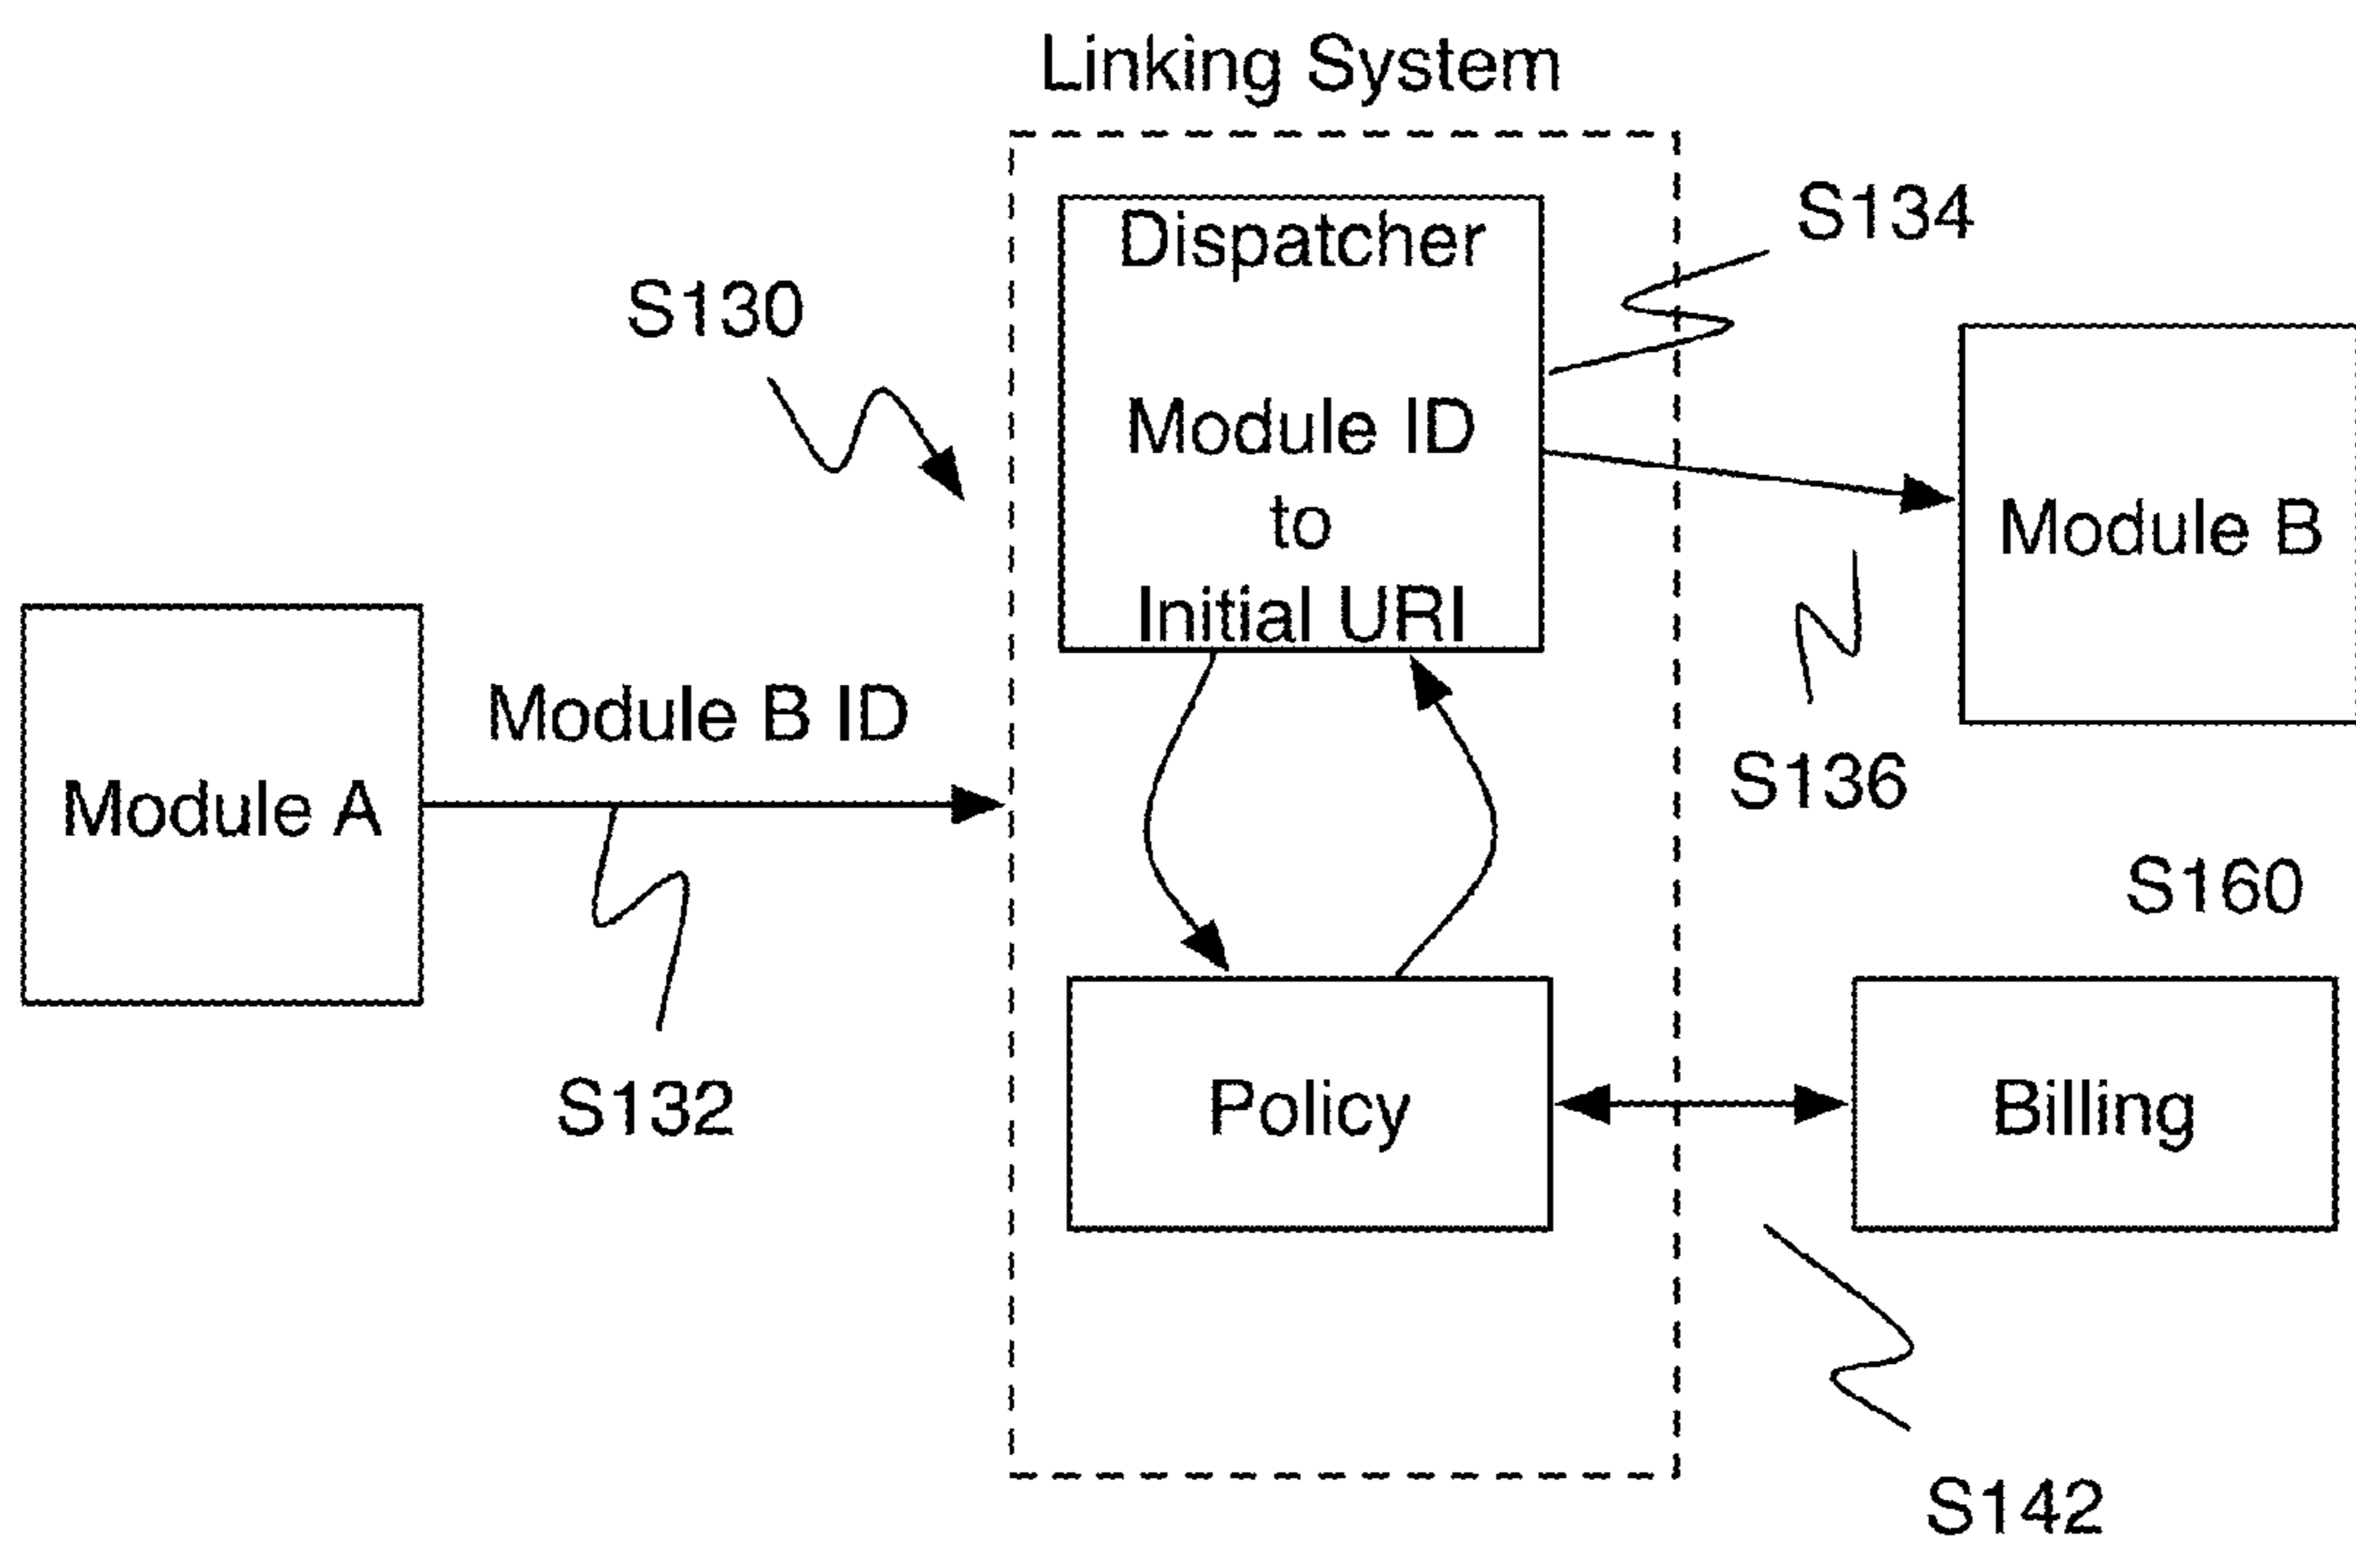 Linking System
S134
Dispatcher
S130
Module ID
to
Initial URI
Module B
Module B ID
Module A
S136
S160
S132
Policy
Billing
S142